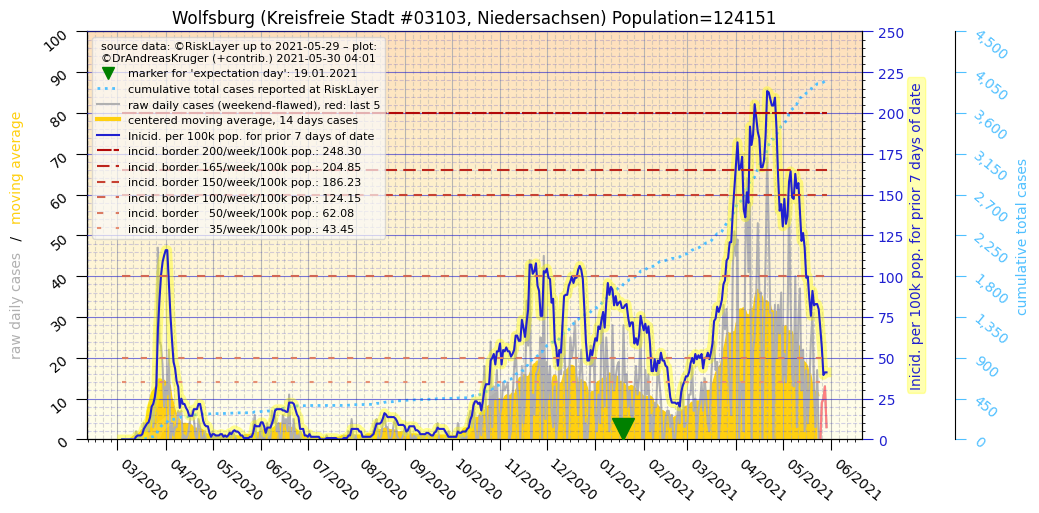 Wolfsburg (Kreisfreie Stadt #03103, Niedersachsen) Population=124151
source data: ©RiskLayer up to 2021-05-29 – plot:
©DrAndreasKruger (+contrib.) 2021-05-30 04:01
marker for 'expectation day': 19.01.2021
cumulative total cases reported at RiskLayer
raw daily cases (weekend-flawed), red: last 5
centered moving average, 14 days cases
Inicid. per 100k pop. for prior 7 days of date
incid. border 200/week/100k pop.: 248.30
incid. border 165/week/100k pop.: 204.85
incid. border 150/week/100k pop.: 186.23
incid. border 100/week/100k pop.: 124.15
incid. border   50/week/100k pop.: 62.08
incid. border   35/week/100k pop.: 43.45
raw daily cases / moving average
100
90
80
70
60
50
40
30
20
10
0
03/2020
04/2020
05/2020
06/2020
07/2020
08/2020
09/2020
10/2020
11/2020
12/2020
01/2021
02/2021
03/2021
04/2021
05/2021
06/2021
250
225
200
175
150
125
100
75
50
25
0
Inicid. per 100k pop. for prior 7 days of date
4,500
4,050
3,600
3,150
2,700
2,250
1,800
1,350
900
450
0
cumulative total cases